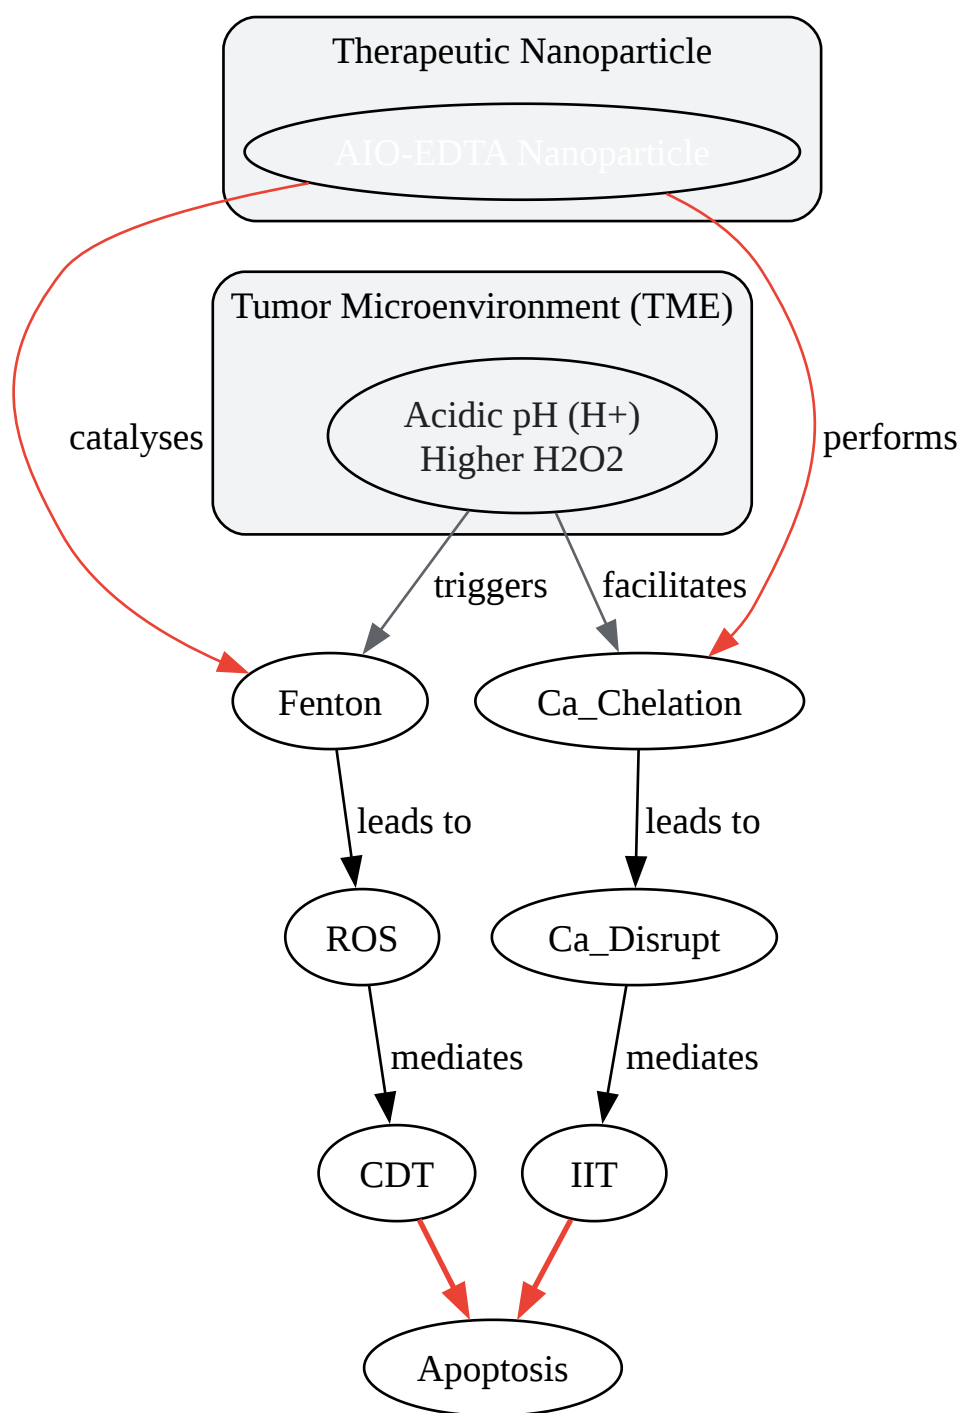 Therapeutic Nanoparticle
AIO-EDTA Nanoparticle
Tumor Microenvironment (TME)
Acidic pH (H+)
Higher H2O2
catalyses
performs
triggers
facilitates
Fenton
Ca_Chelation
leads to
leads to
ROS
Ca_Disrupt
mediates
mediates
CDT
IIT
Apoptosis